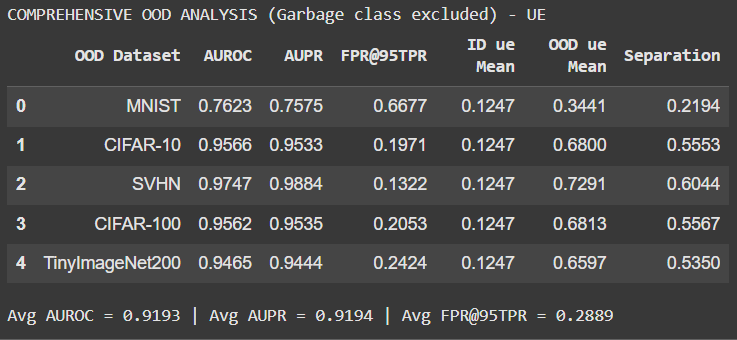 COMPREHENSIVE OOD ANALYSIS (Garbage class excluded) - UE
OOD Dataset AUROC AUPR FPR@95TPR ID ue Mean OOD ue Mean Separation
0 MNIST 0.7623 0.7575 0.6677 0.1247 0.3441 0.2194
1 CIFAR-10 0.9566 0.9533 0.1971 0.1247 0.6800 0.5553
2 SVHN 0.9747 0.9884 0.1322 0.1247 0.7291 0.6044
3 CIFAR-100 0.9562 0.9535 0.2053 0.1247 0.6813 0.5567
4 TinyImageNet200 0.9465 0.9444 0.2424 0.1247 0.6597 0.5350
Avg AUROC = 0.9193 | Avg AUPR = 0.9194 | Avg FPR@95TPR = 0.2889